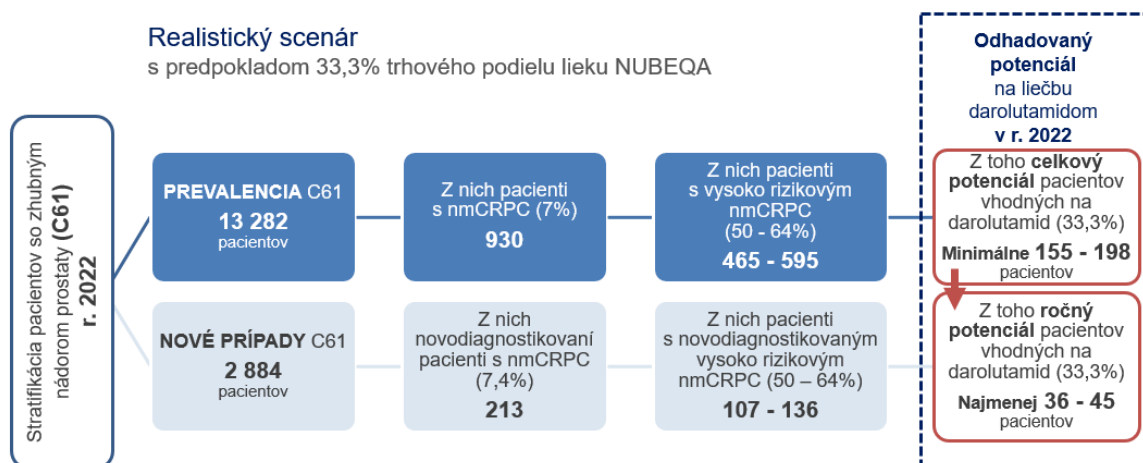 Realistický scenár
s predpokladom 33,3% trhového podielu lieku NUBEQA
Odhadovaný
potenciál
na liečbu
darolutamidom
v r. 2022
Stratifikácia pacientov so zhubným
nádorom prostaty (C61)
r. 2022
PREVALENCIA C61
13 282
pacientov
Z nich pacienti
s nmCRPC (7%)
930
Z nich pacienti
s vysoko rizikovým
nmCRPC
(50 - 64%)
465 - 595
Z toho celkový
potenciál pacientov
vhodných na
darolutamid (33,3%)
Minimálne 155 - 198
pacientov
NOVÉ PRÍPADY C61
2 884
pacientov
Z nich
novodiagnostikovaní
pacienti s nmCRPC
(7,4%)
213
Z nich pacienti
s novodiagnostikovaným
vysoko rizikovým
nmCRPC (50 – 64%)
107 - 136
Z toho ročný
potenciál pacientov
vhodných na
darolutamid (33,3%)
Najmenej 36 - 45
pacientov